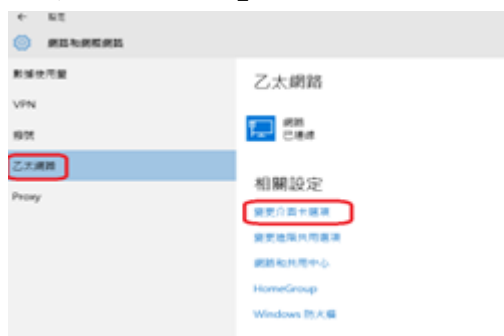 ← 設定
網路和網際網路
數據使用量
VPN
撥號
乙太網路
Proxy
乙太網路
網路
已連線
相關設定
變更介面卡選項
變更進階共用選項
網路和共用中心
HomeGroup
Windows 防火牆